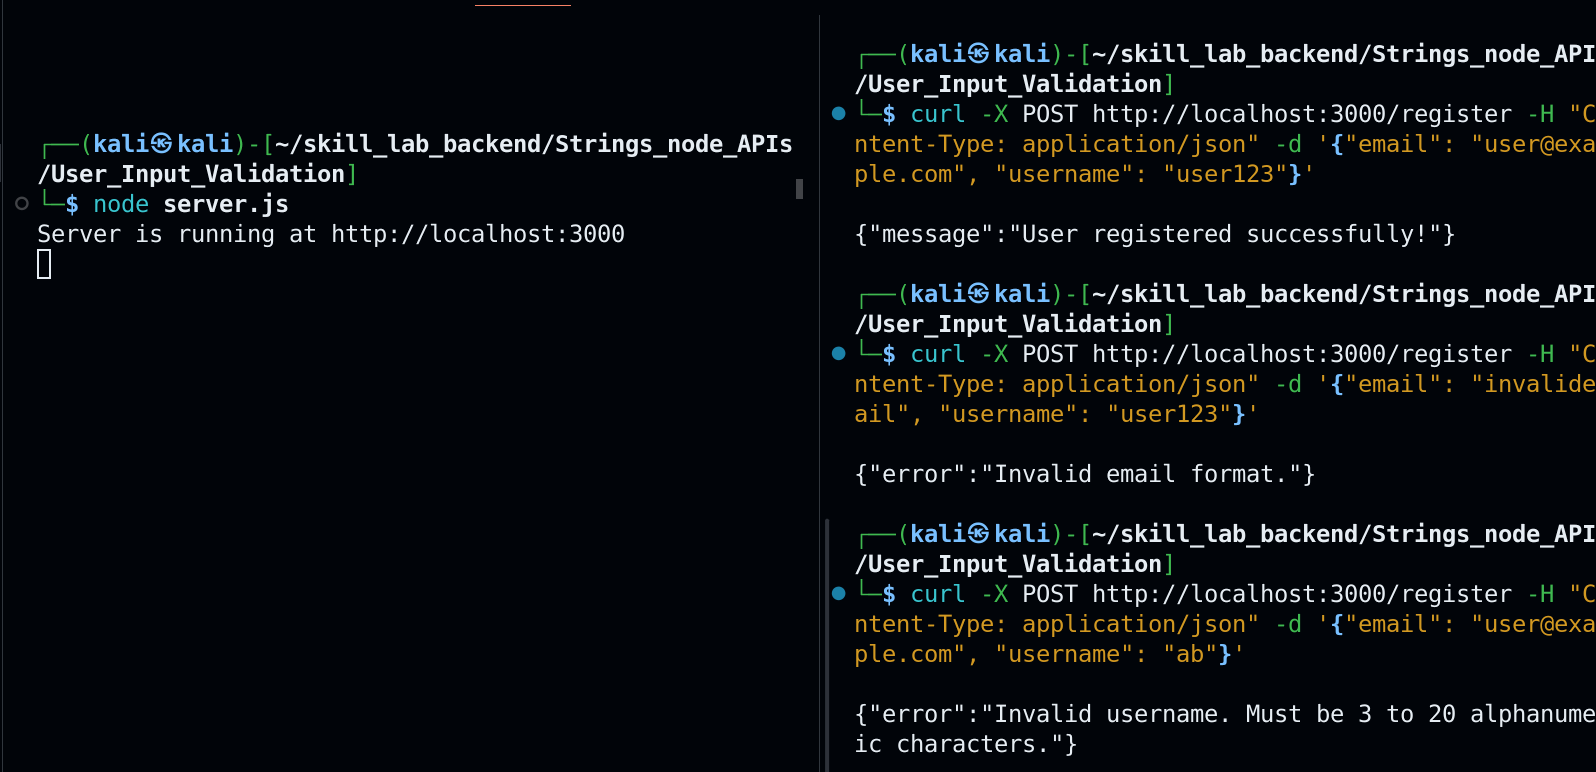 ┌──(kali㉿kali)-[~/skill_lab_backend/Strings_node_APIs
/User_Input_Validation]
└─$ node server.js
Server is running at http://localhost:3000
┌──(kali㉿kali)-[~/skill_lab_backend/Strings_node_API
/User_Input_Validation]
└─$ curl -X POST http://localhost:3000/register -H "C
ntent-Type: application/json" -d '{"email": "user@exa
ple.com", "username": "user123"}'
{"message":"User registered successfully!"}
┌──(kali㉿kali)-[~/skill_lab_backend/Strings_node_API
/User_Input_Validation]
└─$ curl -X POST http://localhost:3000/register -H "C
ntent-Type: application/json" -d '{"email": "invalide
ail", "username": "user123"}'
{"error":"Invalid email format."}
┌──(kali㉿kali)-[~/skill_lab_backend/Strings_node_API
/User_Input_Validation]
└─$ curl -X POST http://localhost:3000/register -H "C
ntent-Type: application/json" -d '{"email": "user@exa
ple.com", "username": "ab"}'
{"error":"Invalid username. Must be 3 to 20 alphanume
ic characters."}